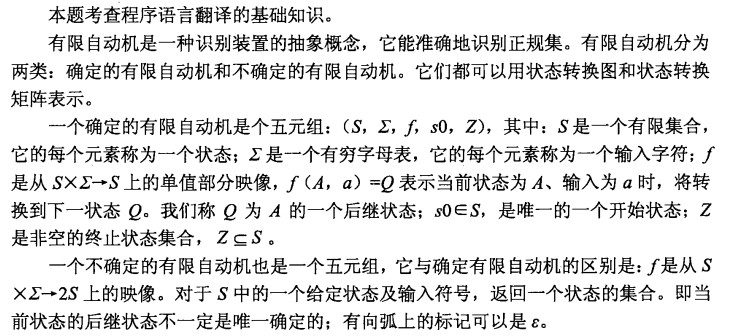 本题考查程序语言翻译的基础知识。
有限自动机是一种识别装置的抽象概念，它能准确地识别正规集。有限自动机分为
两类：确定的有限自动机和不确定的有限自动机。它们都可以用状态转换图和状态转换
矩阵表示。
一个确定的有限自动机是个五元组：（S，Σ，f，s0，Z），其中：S是一个有限集合，
它的每个元素称为一个状态；Σ是一个有穷字母表，它的每个元素称为一个输入字符；f
是从 S×Σ→S 上的单值部分映像，f（A，a）=Q 表示当前状态为 A、输入为 a 时，将转
换到下一状态 Q。我们称 Q 为 A 的一个后继状态；s0∈S，是唯一的一个开始状态；Z
是非空的终止状态集合，Z⊆S。
一个不确定的有限自动机也是一个五元组，它与确定有限自动机的区别是：f是从 S
×Σ→2S 上的映像。对于 S 中的一个给定状态及输入符号，返回一个状态的集合。即当
前状态的后继状态不一定是唯一确定的；有向弧上的标记可以是 ε。